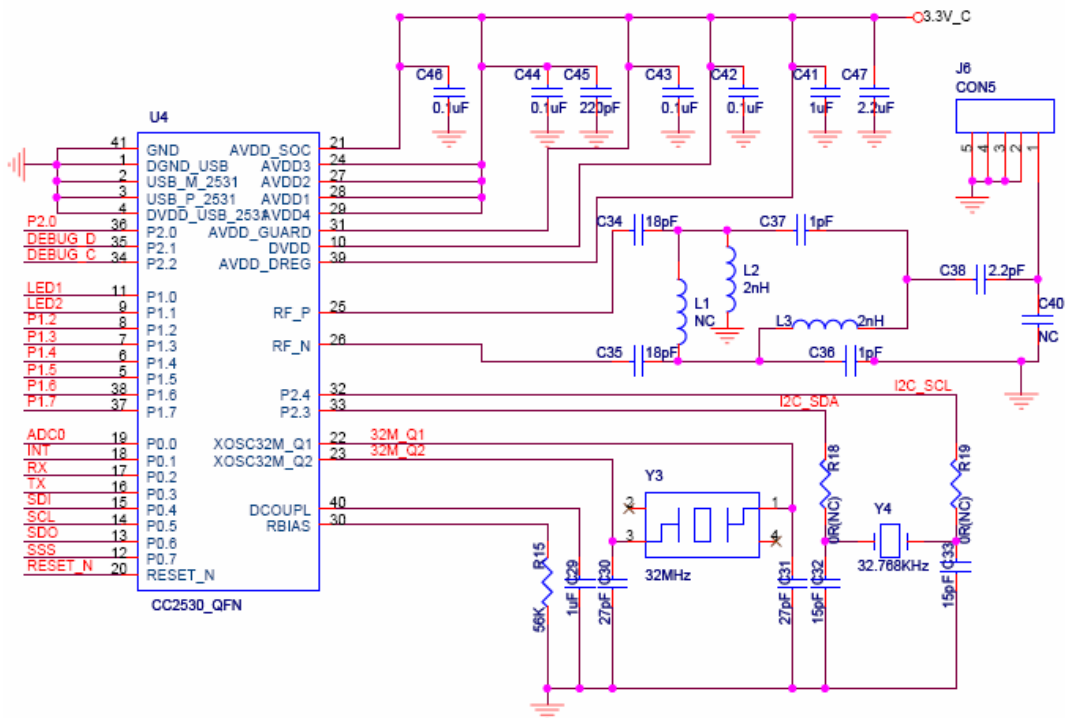 3.3V_C
C46 0.1uF
C44 0.1uF
C45 220pF
C43 0.1uF
C42 0.1uF
C41 1uF
C47 2.2uF
J6
CON5
5 4 3 2 1
U4
41 GND
1 DGND_USB
2 USB_M_2531
3 USB_P_2531
4 DVDD_USB_2531
P2.0 36 P2.0
DEBUG_D 35 P2.1
DEBUG_C 34 P2.2
LED1 11 P1.0
LED2 9 P1.1
P1.2 8 P1.2
P1.3 7 P1.3
P1.4 6 P1.4
P1.5 5 P1.5
P1.6 38 P1.6
P1.7 37 P1.7
ADC0 19 P0.0
INT 18 P0.1
RX 17 P0.2
TX 16 P0.3
SDI 15 P0.4
SCL 14 P0.5
SDO 13 P0.6
SSS 12 P0.7
RESET_N 20 RESET_N
AVDD_SOC 21
AVDD3 24
AVDD2 27
AVDD1 28
AVDD4 29
AVDD_GUARD 31
DVDD 10
AVDD_DREG 39
RF_P 25
RF_N 26
P2.4 32
P2.3 33
XOSC32M_Q1 22 32M_Q1
XOSC32M_Q2 23 32M_Q2
DCOUPL 40
RBIAS 30
CC2530_QFN
C34 18pF
C37 1pF
L2
2nH
L1
NC
L3 2nH
C38 2.2pF
C40
NC
C35 18pF
C36 1pF
I2C_SCL
I2C_SDA
R18
0R(NC)
R19
0R(NC)
Y3
2 1
3 4
32MHz
Y4
32.768KHz
R15
56K
C29
1uF
C30
27pF
C31
27pF
C32
15pF
C33
15pF